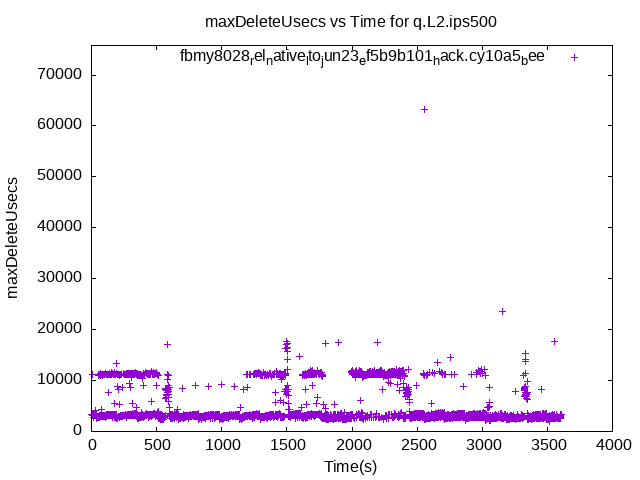 maxDeleteUsecs vs Time for q.L2.ips500
fbmy8028relnativeltojun23ef5b9b101hack.cy10a5bee
70000
60000
50000
40000
30000
20000
10000
0
maxDeleteUsecs
0 500 1000 1500 2000 2500 3000 3500 4000
Time(s)